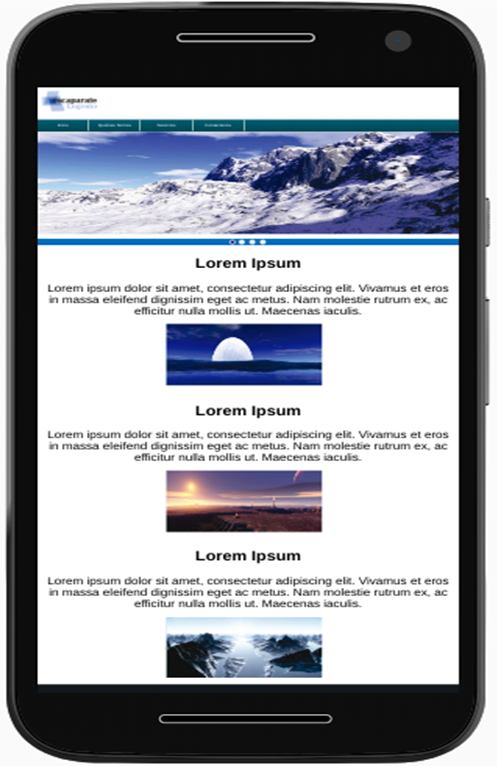 escaparate
Inicio
Quiénes Somos
Servicios
Contáctenos
Lorem Ipsum
Lorem ipsum dolor sit amet, consectetur adipiscing elit. Vivamus et eros
in massa eleifend dignissim eget ac metus. Nam molestie rutrum ex, ac
efficitur nulla mollis ut. Maecenas iaculis.
Lorem Ipsum
Lorem ipsum dolor sit amet, consectetur adipiscing elit. Vivamus et eros
in massa eleifend dignissim eget ac metus. Nam molestie rutrum ex, ac
efficitur nulla mollis ut. Maecenas iaculis.
Lorem Ipsum
Lorem ipsum dolor sit amet, consectetur adipiscing elit. Vivamus et eros
in massa eleifend dignissim eget ac metus. Nam molestie rutrum ex, ac
efficitur nulla mollis ut. Maecenas iaculis.